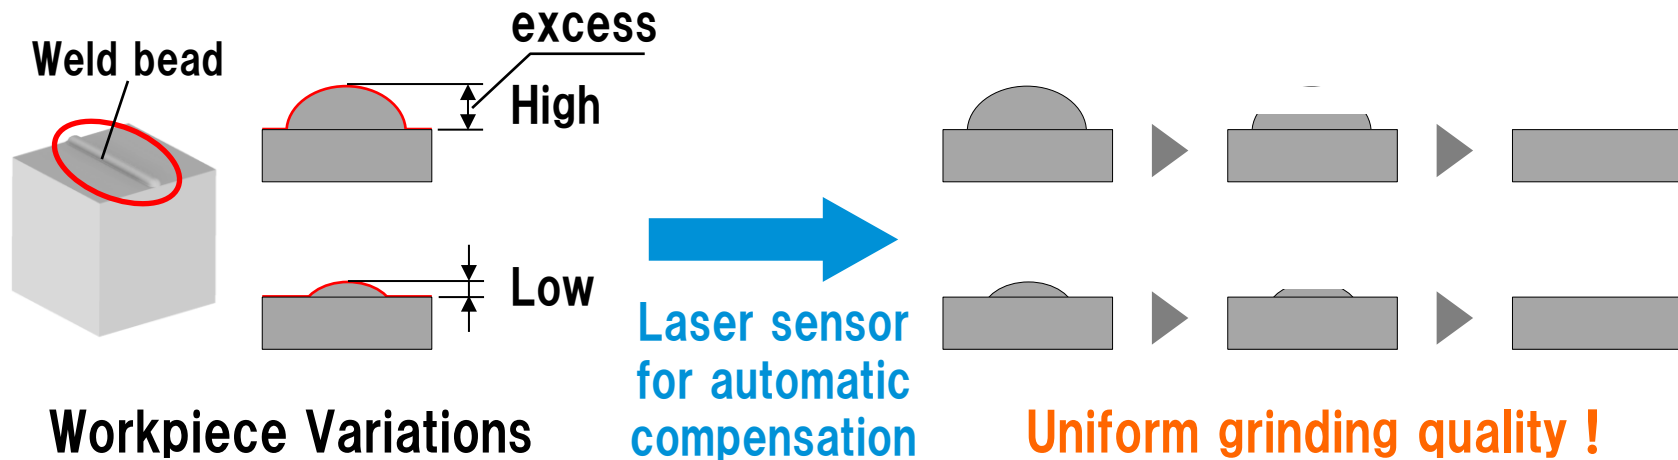 Weld bead
excess
High
Low
Workpiece Variations
Laser sensor
for automatic
compensation
Uniform grinding quality !